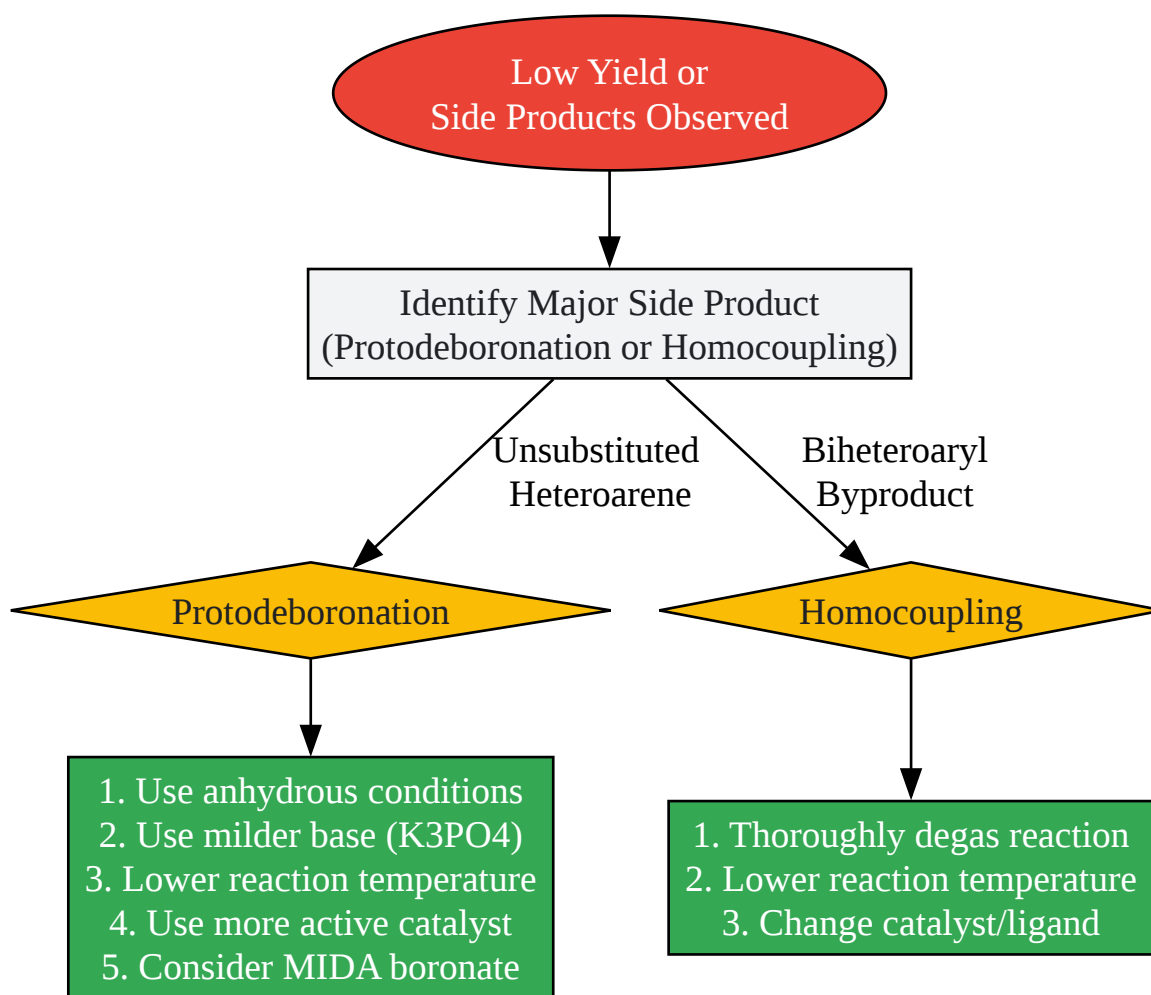 Low Yield or
Side Products Observed
Identify Major Side Product
(Protodeboronation or Homocoupling)
Unsubstituted
Heteroarene
Biheteroaryl
Byproduct
Protodeboronation
Homocoupling
1. Use anhydrous conditions
2. Use milder base (K3PO4)
3. Lower reaction temperature
4. Use more active catalyst
5. Consider MIDA boronate
1. Thoroughly degas reaction
2. Lower reaction temperature
3. Change catalyst/ligand